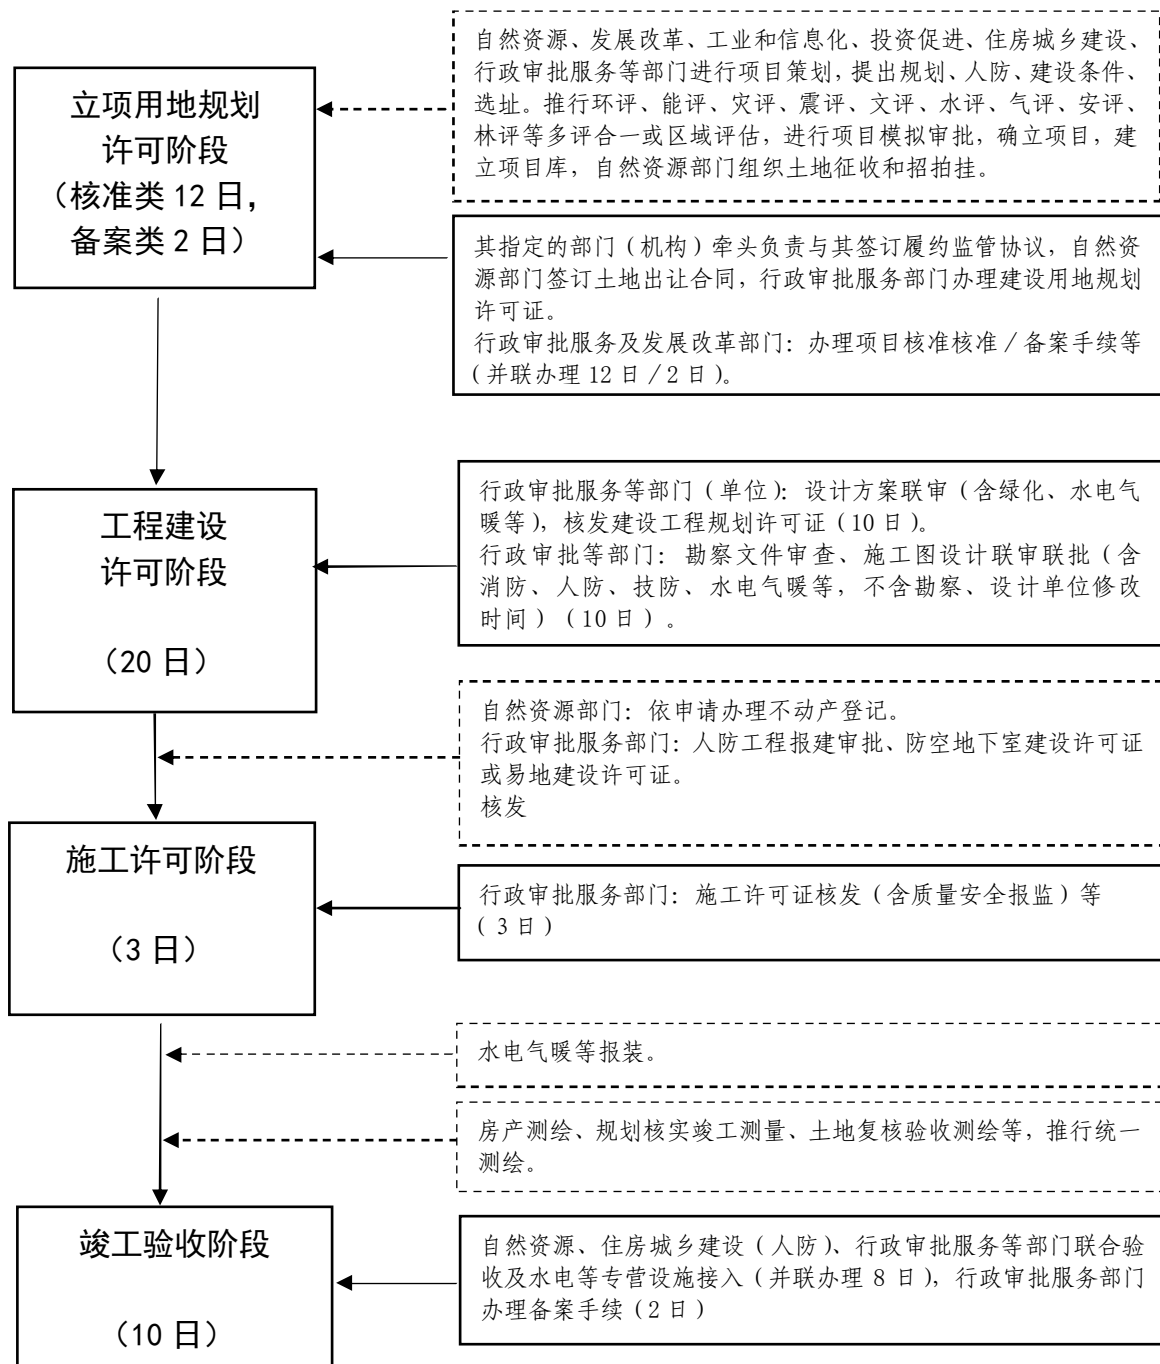 自然资源、发展改革、工业和信息化、投资促进、住房城乡建设、
行政审批服务等部门进行项目策划，提出规划、人防、建设条件、
选址。推行环评、能评、灾评、震评、文评、水评、气评、安评、
林评等多评合一或区域评估，进行项目模拟审批，确立项目，建
立项目库，自然资源部门组织土地征收和招拍挂。
立项用地规划
许可阶段
（核准类 12 日，
备案类 2 日）
其指定的部门（机构）牵头负责与其签订履约监管协议，自然资
源部门签订土地出让合同，行政审批服务部门办理建设用地规划
许可证。
行政审批服务及发展改革部门：办理项目核准核准／备案手续等
（并联办理 12 日／2 日）。
工程建设
许可阶段
（20 日）
行政审批服务等部门（单位）：设计方案联审（含绿化、水电气
暖等），核发建设工程规划许可证（10 日）。
行政审批等部门：勘察文件审查、施工图设计联审联批（含
消防、人防、技防、水电气暖等，不含勘察、设计单位修改
时间）（10 日）。
自然资源部门：依申请办理不动产登记。
行政审批服务部门：人防工程报建审批、防空地下室建设许可证
或易地建设许可证。
核发
施工许可阶段
（3 日）
行政审批服务部门：施工许可证核发（含质量安全报监）等
（3 日）
水电气暖等报装。
房产测绘、规划核实竣工测量、土地复核验收测绘等，推行统一
测绘。
竣工验收阶段
（10 日）
自然资源、住房城乡建设（人防）、行政审批服务等部门联合验
收及水电等专营设施接入（并联办理 8 日），行政审批服务部门
办理备案手续（2 日）